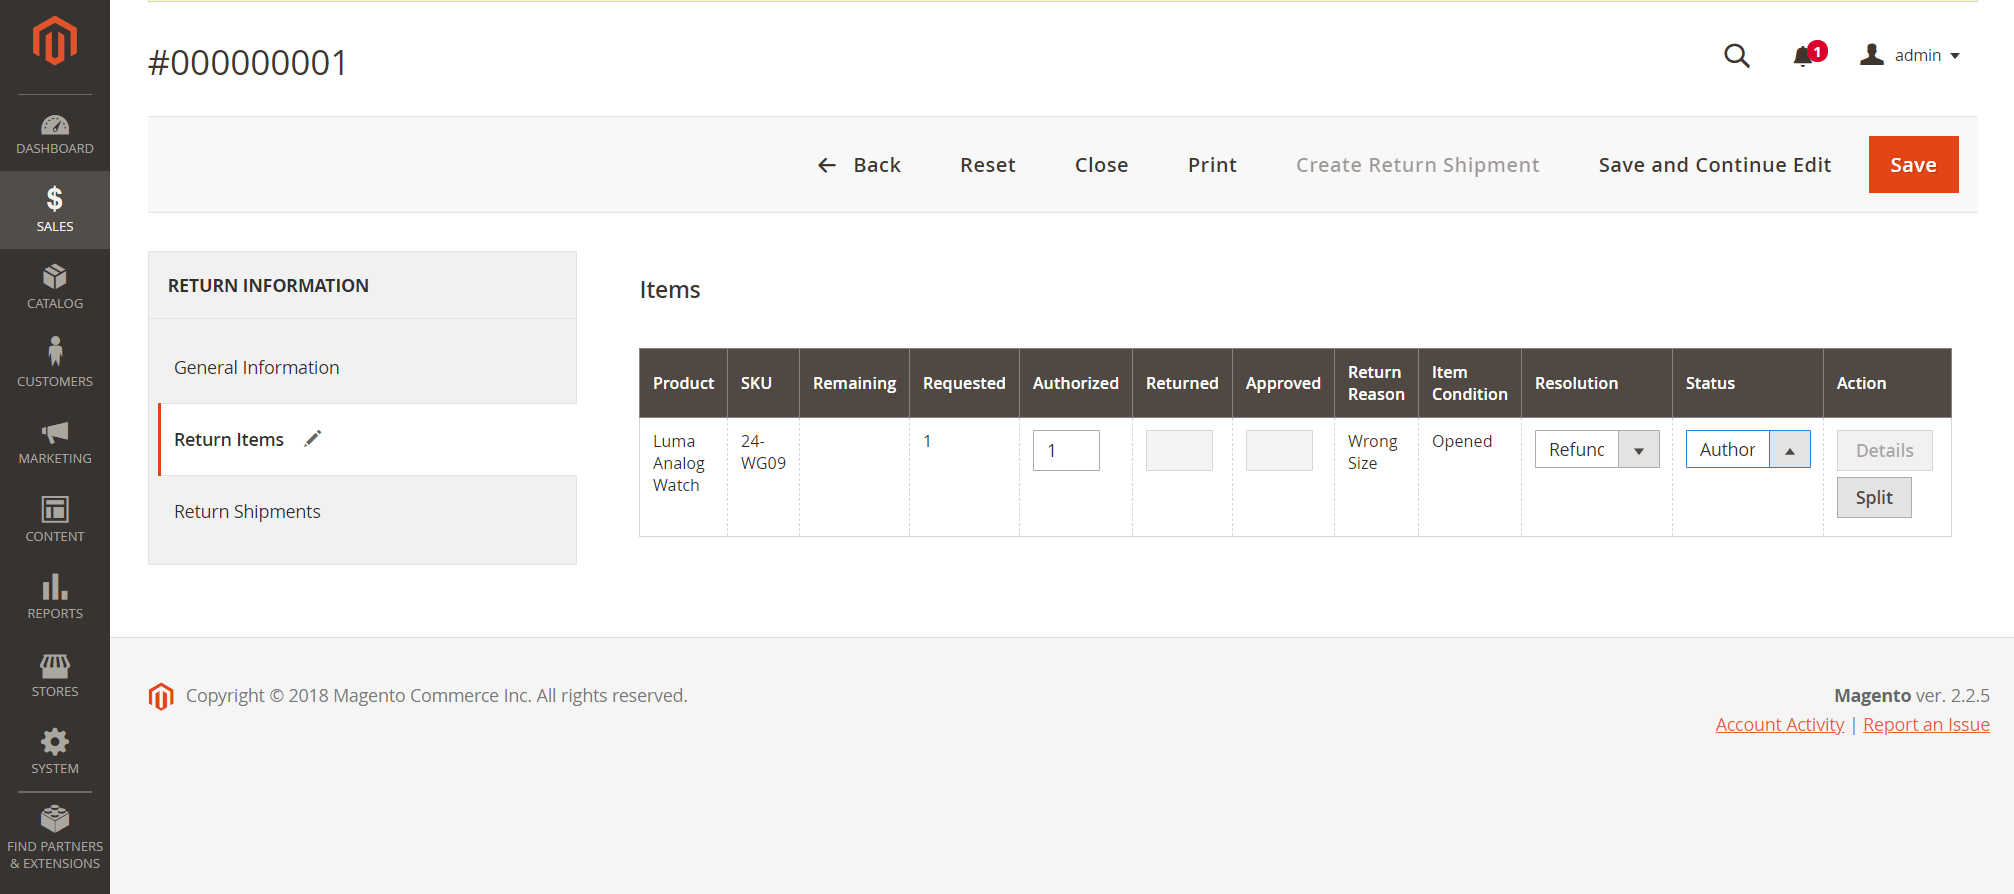 #000000001
1
admin
DASHBOARD
SALES
CATALOG
CUSTOMERS
MARKETING
CONTENT
REPORTS
STORES
SYSTEM
FIND PARTNERS
& EXTENSIONS
Back
Reset
Close
Print
Create Return Shipment
Save and Continue Edit
Save
RETURN INFORMATION
General Information
Return Items
Return Shipments
Items
Product
SKU
Remaining
Requested
Authorized
Returned
Approved
Return
Reason
Item
Condition
Resolution
Status
Action
Luma
Analog
Watch
24-
WG09
1
1
Wrong
Size
Opened
Refunc
Author
Details
Split
Copyright © 2018 Magento Commerce Inc. All rights reserved.
Magento ver. 2.2.5
Account Activity | Report an Issue